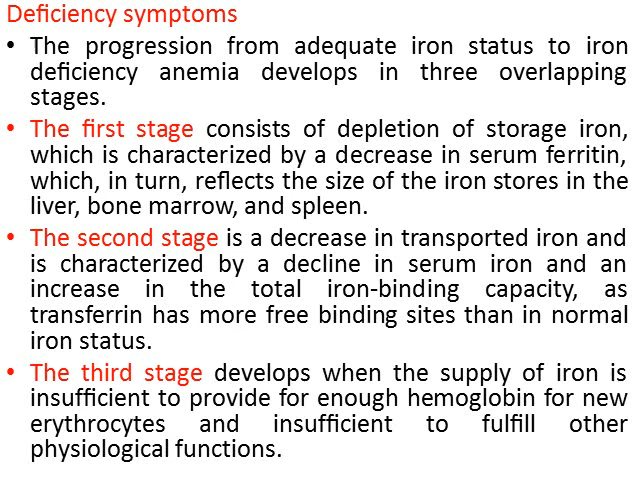 Deficiency symptoms
• The progression from adequate iron status to iron
deficiency anemia develops in three overlapping
stages.
• The first stage consists of depletion of storage iron,
which is characterized by a decrease in serum ferritin,
which, in turn, reflects the size of the iron stores in the
liver, bone marrow, and spleen.
• The second stage is a decrease in transported iron and
is characterized by a decline in serum iron and an
increase in the total iron-binding capacity, as
transferrin has more free binding sites than in normal
iron status.
• The third stage develops when the supply of iron is
insufficient to provide for enough hemoglobin for new
erythrocytes and insufficient to fulfill other
physiological functions.